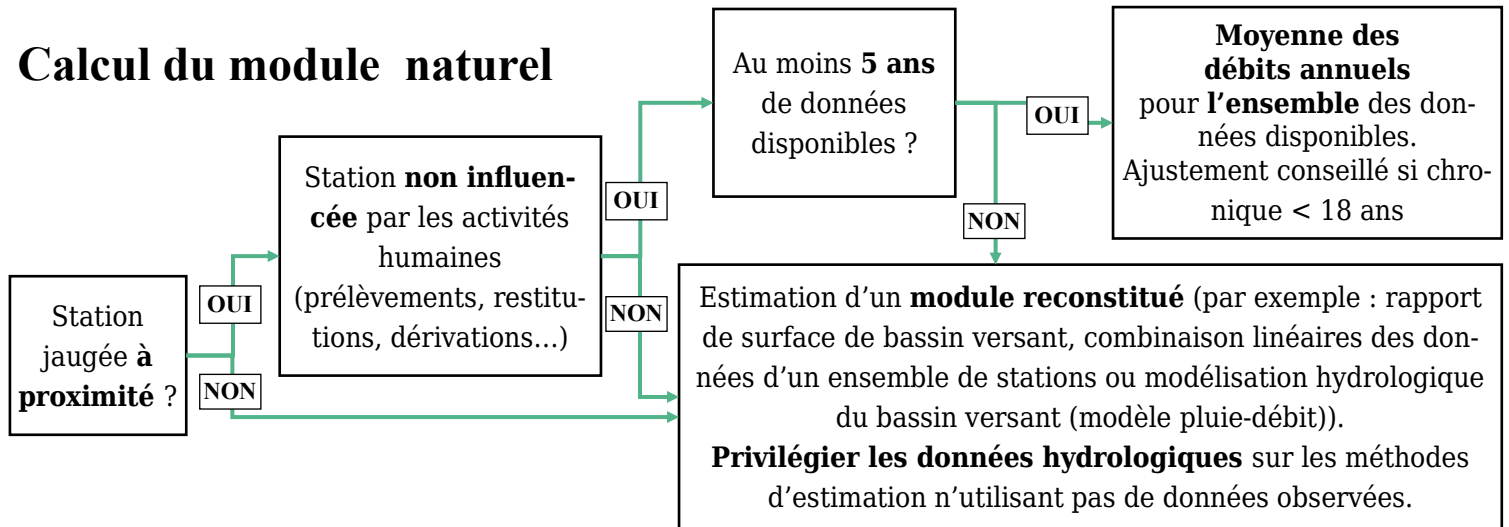 Calcul du module naturel
Station
jaugée à
proximité ?
OUI
NON
Station non influen-
cée par les activités
humaines
(prélèvements, restitu-
tions, dérivations...)
OUI
NON
Au moins 5 ans
de données
disponibles ?
OUI
NON
Moyenne des
débits annuels
pour l’ensemble des don-
nées disponibles.
Ajustement conseillé si chro-
nique < 18 ans
Estimation d’un module reconstitué (par exemple : rapport
de surface de bassin versant, combinaison linéaires des don-
nées d’un ensemble de stations ou modélisation hydrologique
du bassin versant (modèle pluie-débit)).
Privilégier les données hydrologiques sur les méthodes
d’estimation n’utilisant pas de données observées.